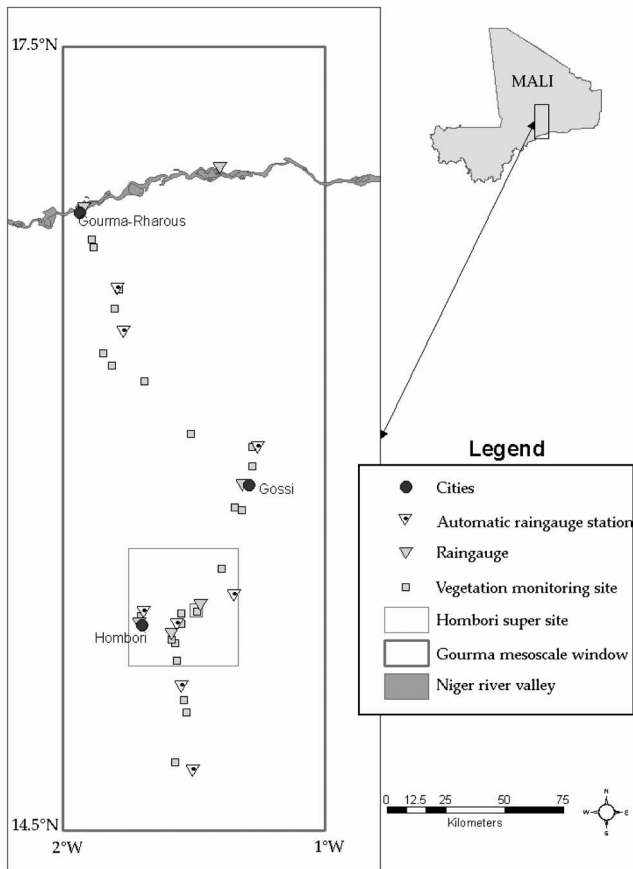 17.5°N
MALI
Gourma-Rharous
Gossi
Hombori
14.5°N
2°W
1°W
Legend
Cities
Automatic raingauge station
Raingauge
Vegetation monitoring site
Hombori super site
Gourma mesoscale window
Niger river valley
0 12.5 25 50 75
Kilometers
N
W E
S